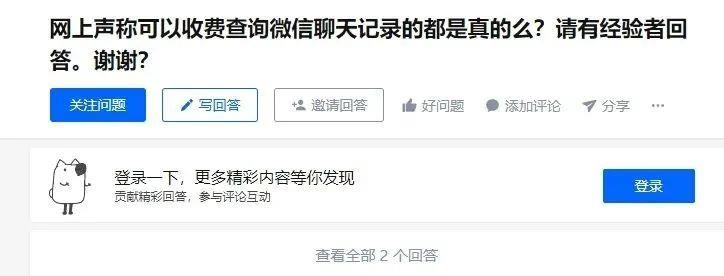 网上声称可以收费查询微信聊天记录的都是真的么？请有经验者回
答。谢谢?
关注问题 写回答 邀请回答 好问题 添加评论 分享 ...
登录一下，更多精彩内容等你发现
贡献精彩回答，参与评论互动
登录
查看全部 2 个回答